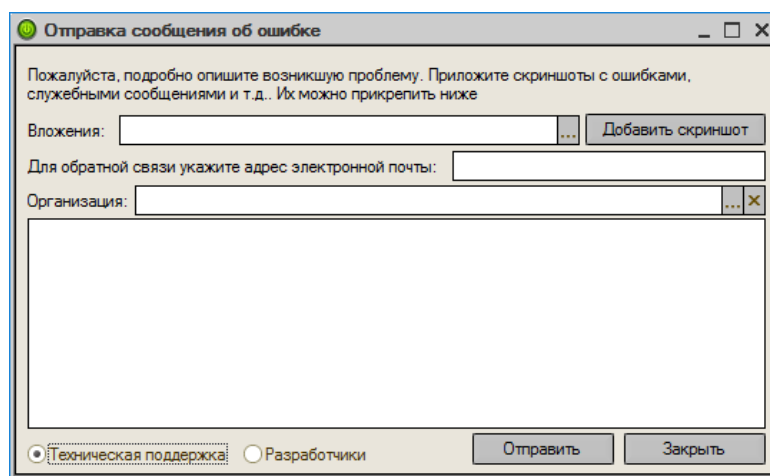 Отправка сообщения об ошибке
Пожалуйста, подробно опишите возникшую проблему. Приложите скриншоты с ошибками,
служебными сообщениями и т.д.. Их можно прикрепить ниже
Вложения: ... Добавить скриншот
Для обратной связи укажите адрес электронной почты:
Организация: ...
Техническая поддержка Разработчики Отправить Закрыть